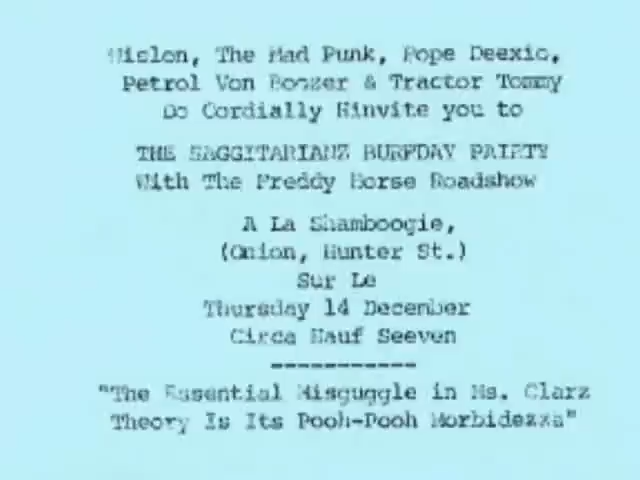 Mislon, The Mad Punk, Pope Deexic,
Petrol Von Boozer & Tractor Tommy
Do Cordially Hinvite you to
THE SAGGITARIANZ BURFDAY PAIRTY
With The Freddy Horse Roadshow
A La Shamboogie,
(Onion, Hunter St.)
Sur Le
Thursday 14 December
Circa Hauf Seeven
-----------
"The Essential Misguggle in Ms. Clarz
Theory Is Its Pooh-Pooh Morbidezza"